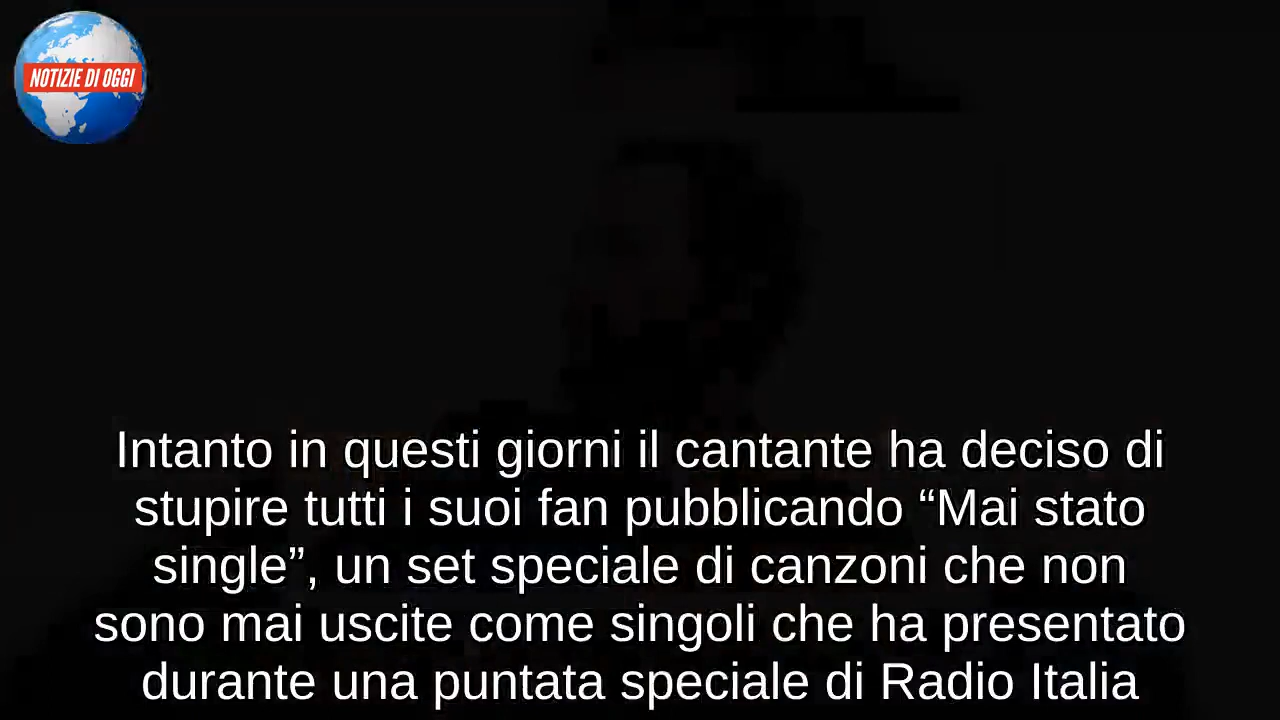 NOTIZIE DI OGGI
Intanto in questi giorni il cantante ha deciso di
stupire tutti i suoi fan pubblicando “Mai stato
single”, un set speciale di canzoni che non
sono mai uscite come singoli che ha presentato
durante una puntata speciale di Radio Italia